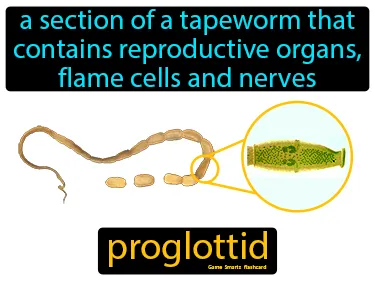 a section of a tapeworm that
contains reproductive organs,
flame cells and nerves
proglottid
Game Smartz flashcard